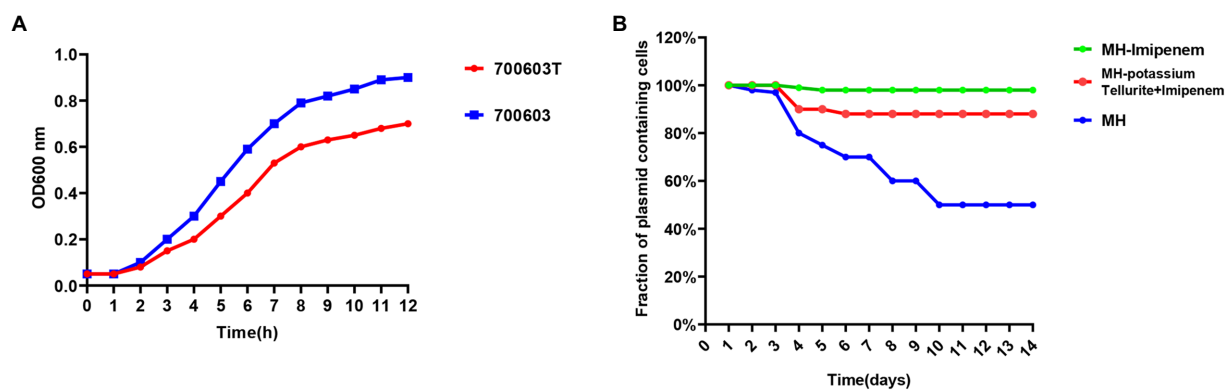 A
OD600 nm
1.0
0.8
0.6
0.4
0.2
0.0
0 1 2 3 4 5 6 7 8 9 10 11 12
Time(h)
700603T
700603
B
Fraction of plasmid containing cells
120%
100%
80%
60%
40%
20%
0%
0 1 2 3 4 5 6 7 8 9 10 11 12 13 14
Time(days)
MH-Imipenem
MH-potassium
Tellurite+Imipenem
MH